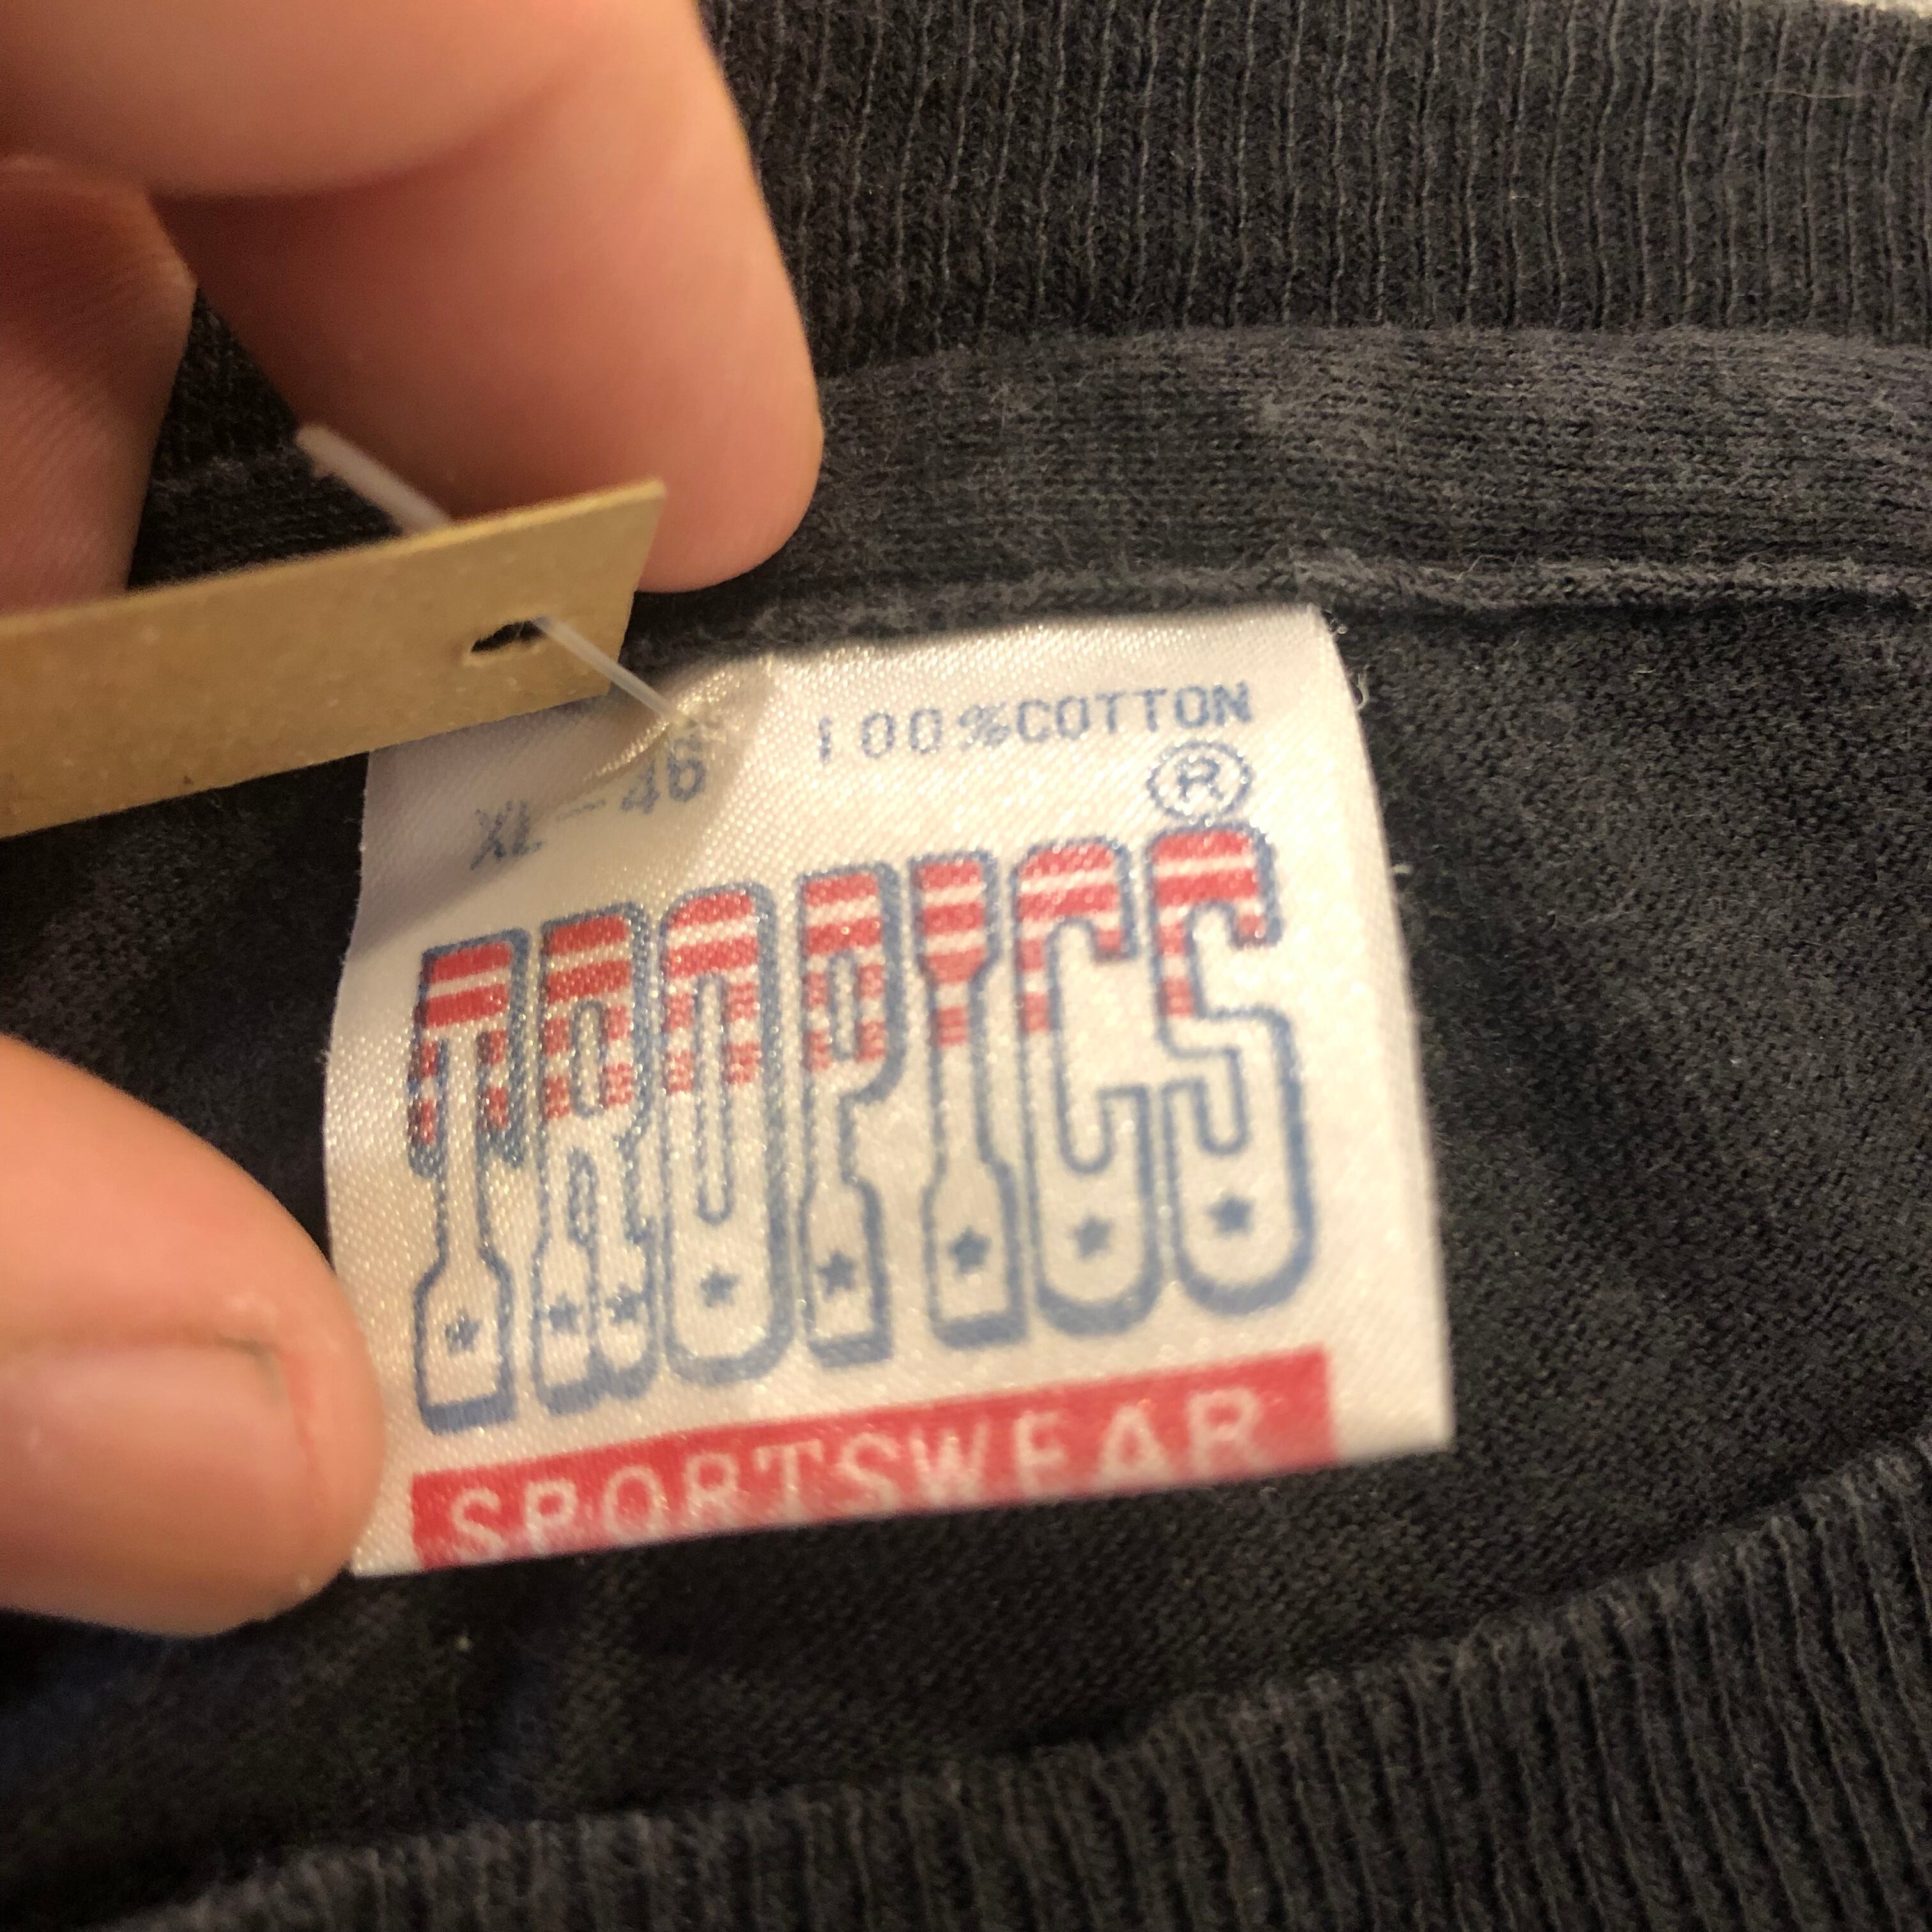 100%COTTON
XL-46
®
TROPICS
SPORTSWEAR